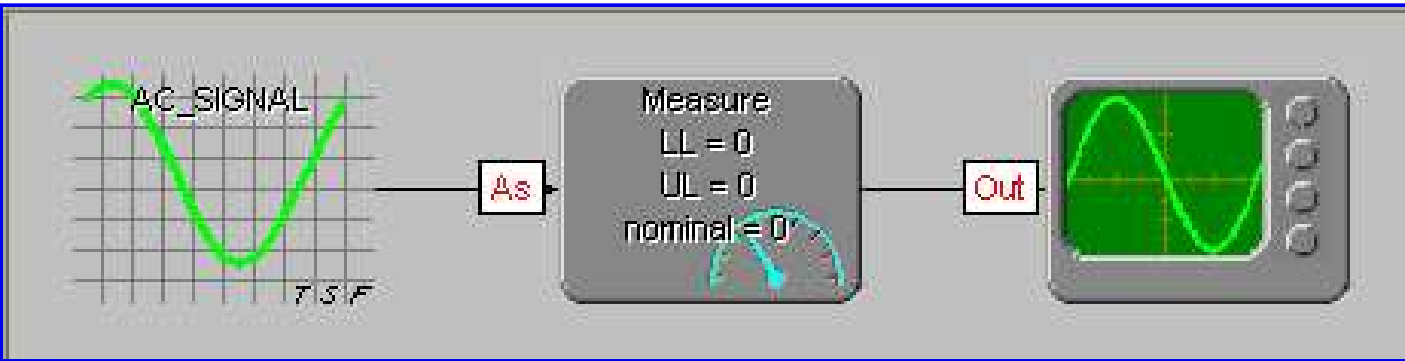 AC_SIGNAL
T S F
As
Measure
LL = 0
UL = 0
nominal = 0
Out